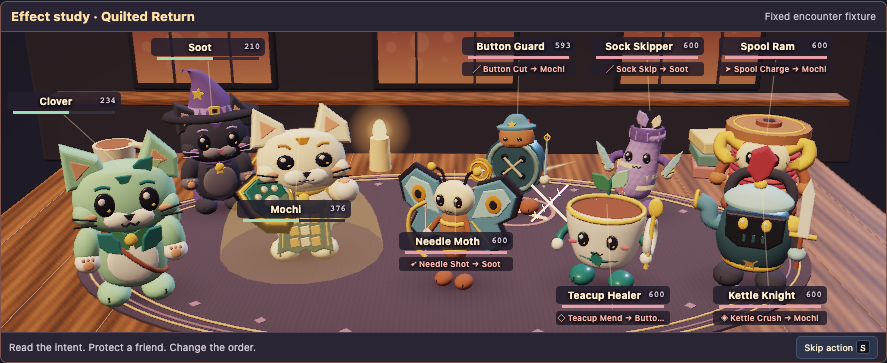 Effect study · Quilted Return
Fixed encounter fixture
Soot 210
Button Guard 593
／ Button Cut → Mochi
Sock Skipper 600
／ Sock Skip → Soot
Spool Ram 600
➤ Spool Charge → Mochi
Clover 234
Mochi 376
Needle Moth 600
➶ Needle Shot → Soot
Teacup Healer 600
◇ Teacup Mend → Butto...
Kettle Knight 600
◈ Kettle Crush → Mochi
Read the intent. Protect a friend. Change the order.
Skip action S